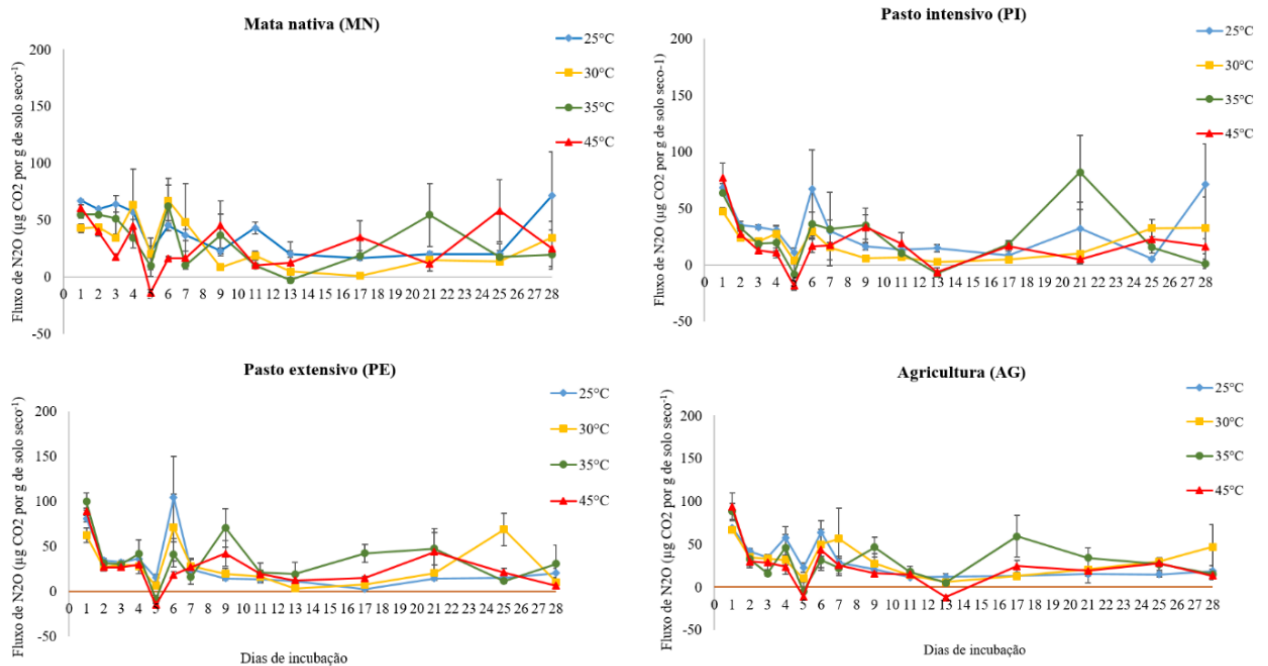 Mata nativa (MN)
Fluxo de N2O (µg CO2 por g de solo seco⁻¹)
200
150
100
50
0
-50
0 1 2 3 4 5 6 7 8 9 10 11 12 13 14 15 16 17 18 19 20 21 22 23 24 25 26 27 28
25°C
30°C
35°C
45°C
Pasto intensivo (PI)
Fluxo de N2O (µg CO2 por g de solo seco-1)
200
150
100
50
0
-50
0 1 2 3 4 5 6 7 8 9 10 11 12 13 14 15 16 17 18 19 20 21 22 23 24 25 26 27 28
25°C
30°C
35°C
45°C
Pasto extensivo (PE)
Fluxo de N2O (µg CO2 por g de solo seco⁻¹)
200
150
100
50
0
-50
0 1 2 3 4 5 6 7 8 9 10 11 12 13 14 15 16 17 18 19 20 21 22 23 24 25 26 27 28
Dias de incubação
25°C
30°C
35°C
45°C
Agricultura (AG)
Fluxo de N2O (µg CO2 por g de solo seco⁻¹)
200
150
100
50
0
-50
0 1 2 3 4 5 6 7 8 9 10 11 12 13 14 15 16 17 18 19 20 21 22 23 24 25 26 27 28
Dias de incubação
25°C
30°C
35°C
45°C